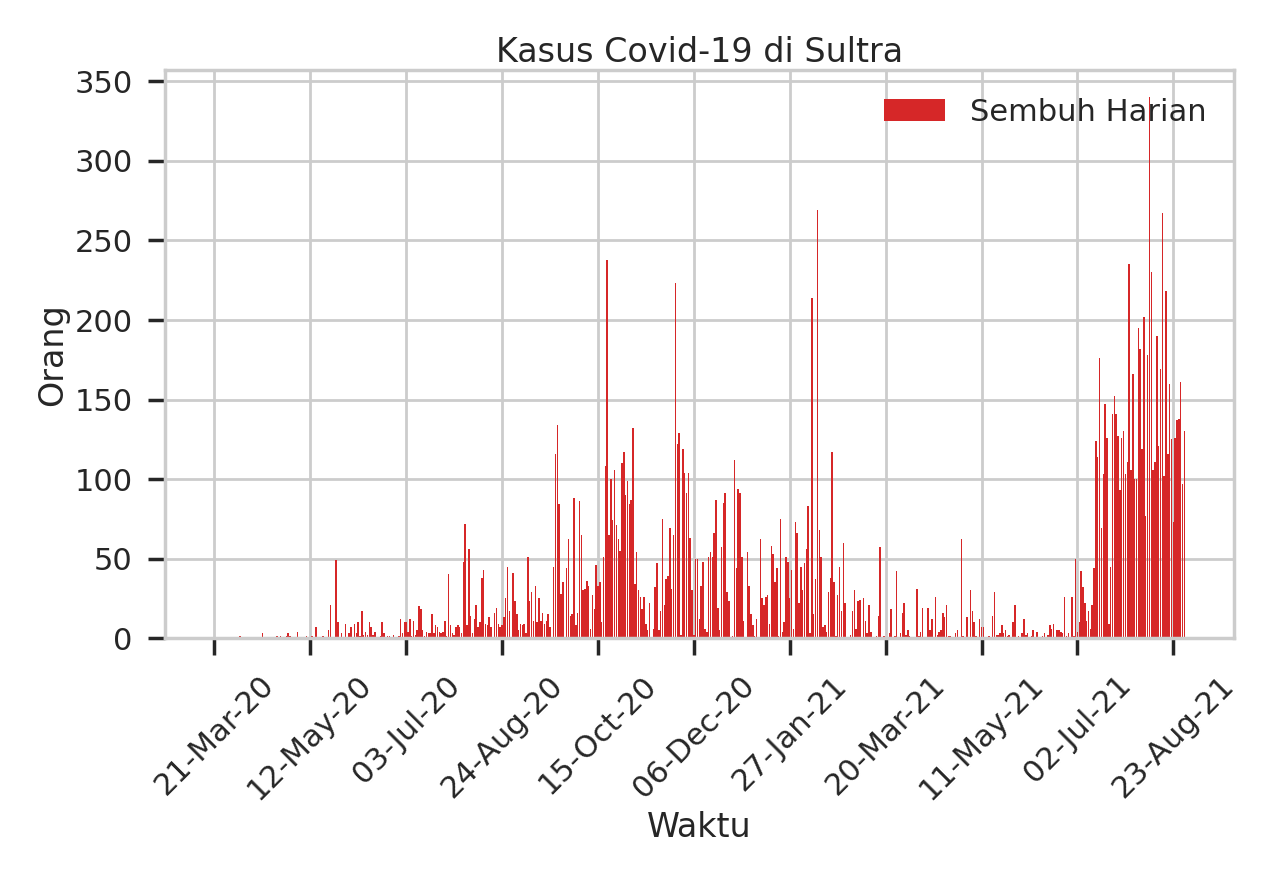 Kasus Covid-19 di Sultra
Sembuh Harian
Orang
350
300
250
200
150
100
50
0
21-Mar-20
12-May-20
03-Jul-20
24-Aug-20
15-Oct-20
06-Dec-20
27-Jan-21
20-Mar-21
11-May-21
02-Jul-21
23-Aug-21
Waktu